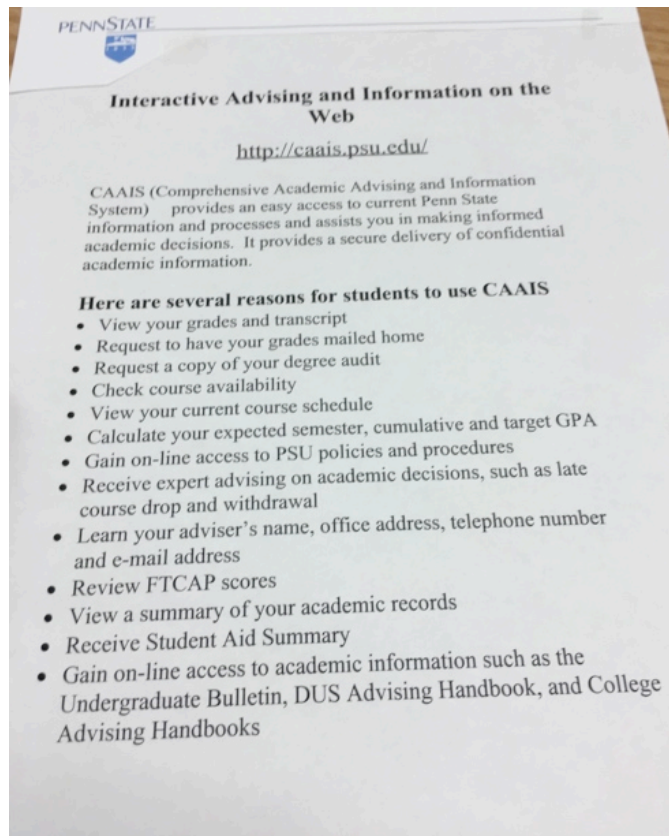 PENNSTATE
Interactive Advising and Information on the
Web
http://caais.psu.edu/
CAAIS (Comprehensive Academic Advising and Information
System) provides an easy access to current Penn State
information and processes and assists you in making informed
academic decisions. It provides a secure delivery of confidential
academic information.
Here are several reasons for students to use CAAIS
• View your grades and transcript
• Request to have your grades mailed home
• Request a copy of your degree audit
• Check course availability
• View your current course schedule
• Calculate your expected semester, cumulative and target GPA
• Gain on-line access to PSU policies and procedures
• Receive expert advising on academic decisions, such as late
course drop and withdrawal
• Learn your adviser's name, office address, telephone number
and e-mail address
• Review FTCAP scores
• View a summary of your academic records
• Receive Student Aid Summary
• Gain on-line access to academic information such as the
Undergraduate Bulletin, DUS Advising Handbook, and College
Advising Handbooks